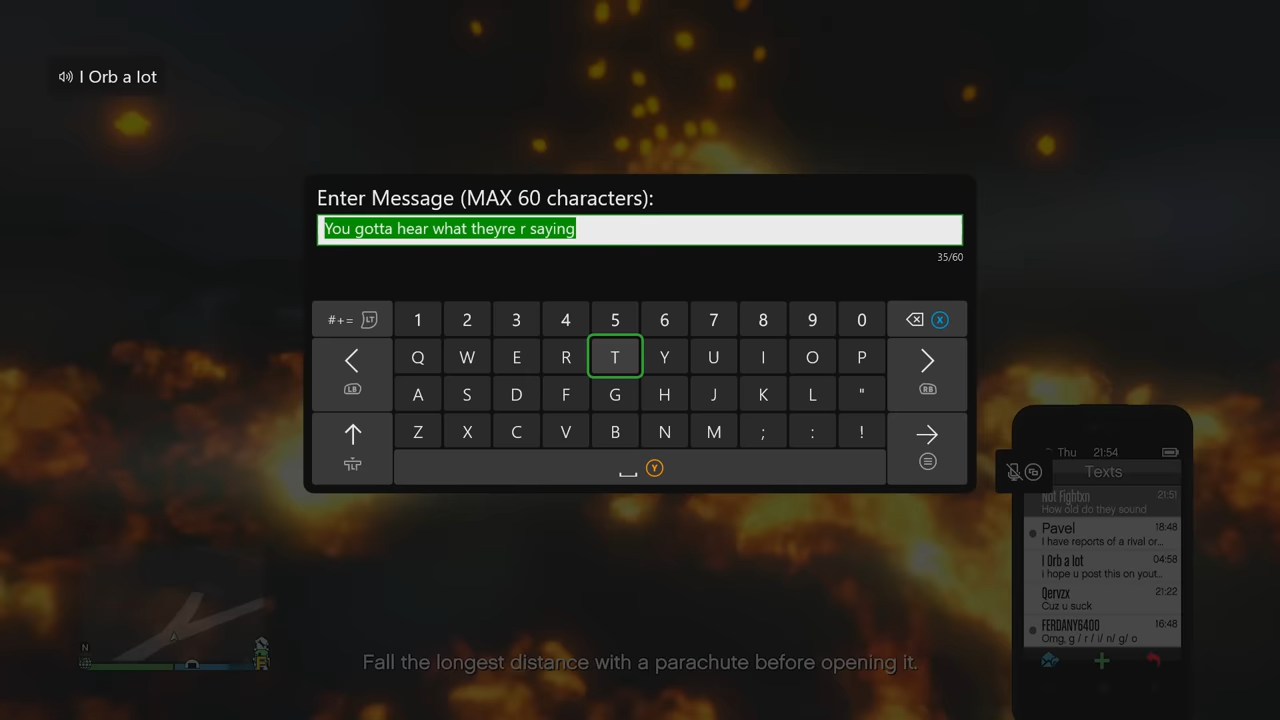 I Orb a lot
Enter Message (MAX 60 characters):
You gotta hear what theyre r saying
35/60
#+= LT 1 2 3 4 5 6 7 8 9 0 X
LB Q W E R T Y U I O P RB
A S D F G H J K L "
LT Z X C V B N M ; : !
Y
Thu 21:54
Texts
Not Fightxn 21:51
How old do they sound
Pavel 18:48
I have reports of a rival or...
I Orb a lot 04:58
i hope u post this on yout...
Qervzx 21:22
Cuz u suck
FERDANY6400 16:48
Omg, g / r / i/ n/ g/ o
N
Fall the longest distance with a parachute before opening it.